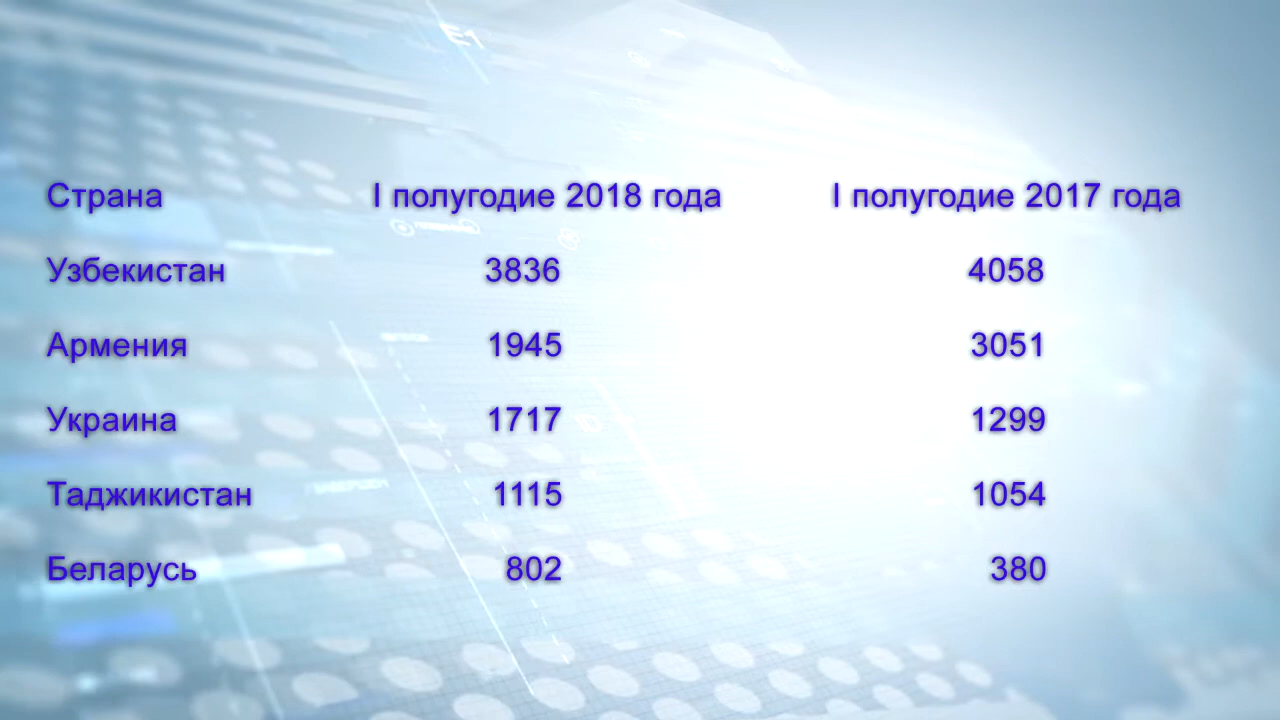 Страна I полугодие 2018 года I полугодие 2017 года
Узбекистан 3836 4058
Армения 1945 3051
Украина 1717 1299
Таджикистан 1115 1054
Беларусь 802 380